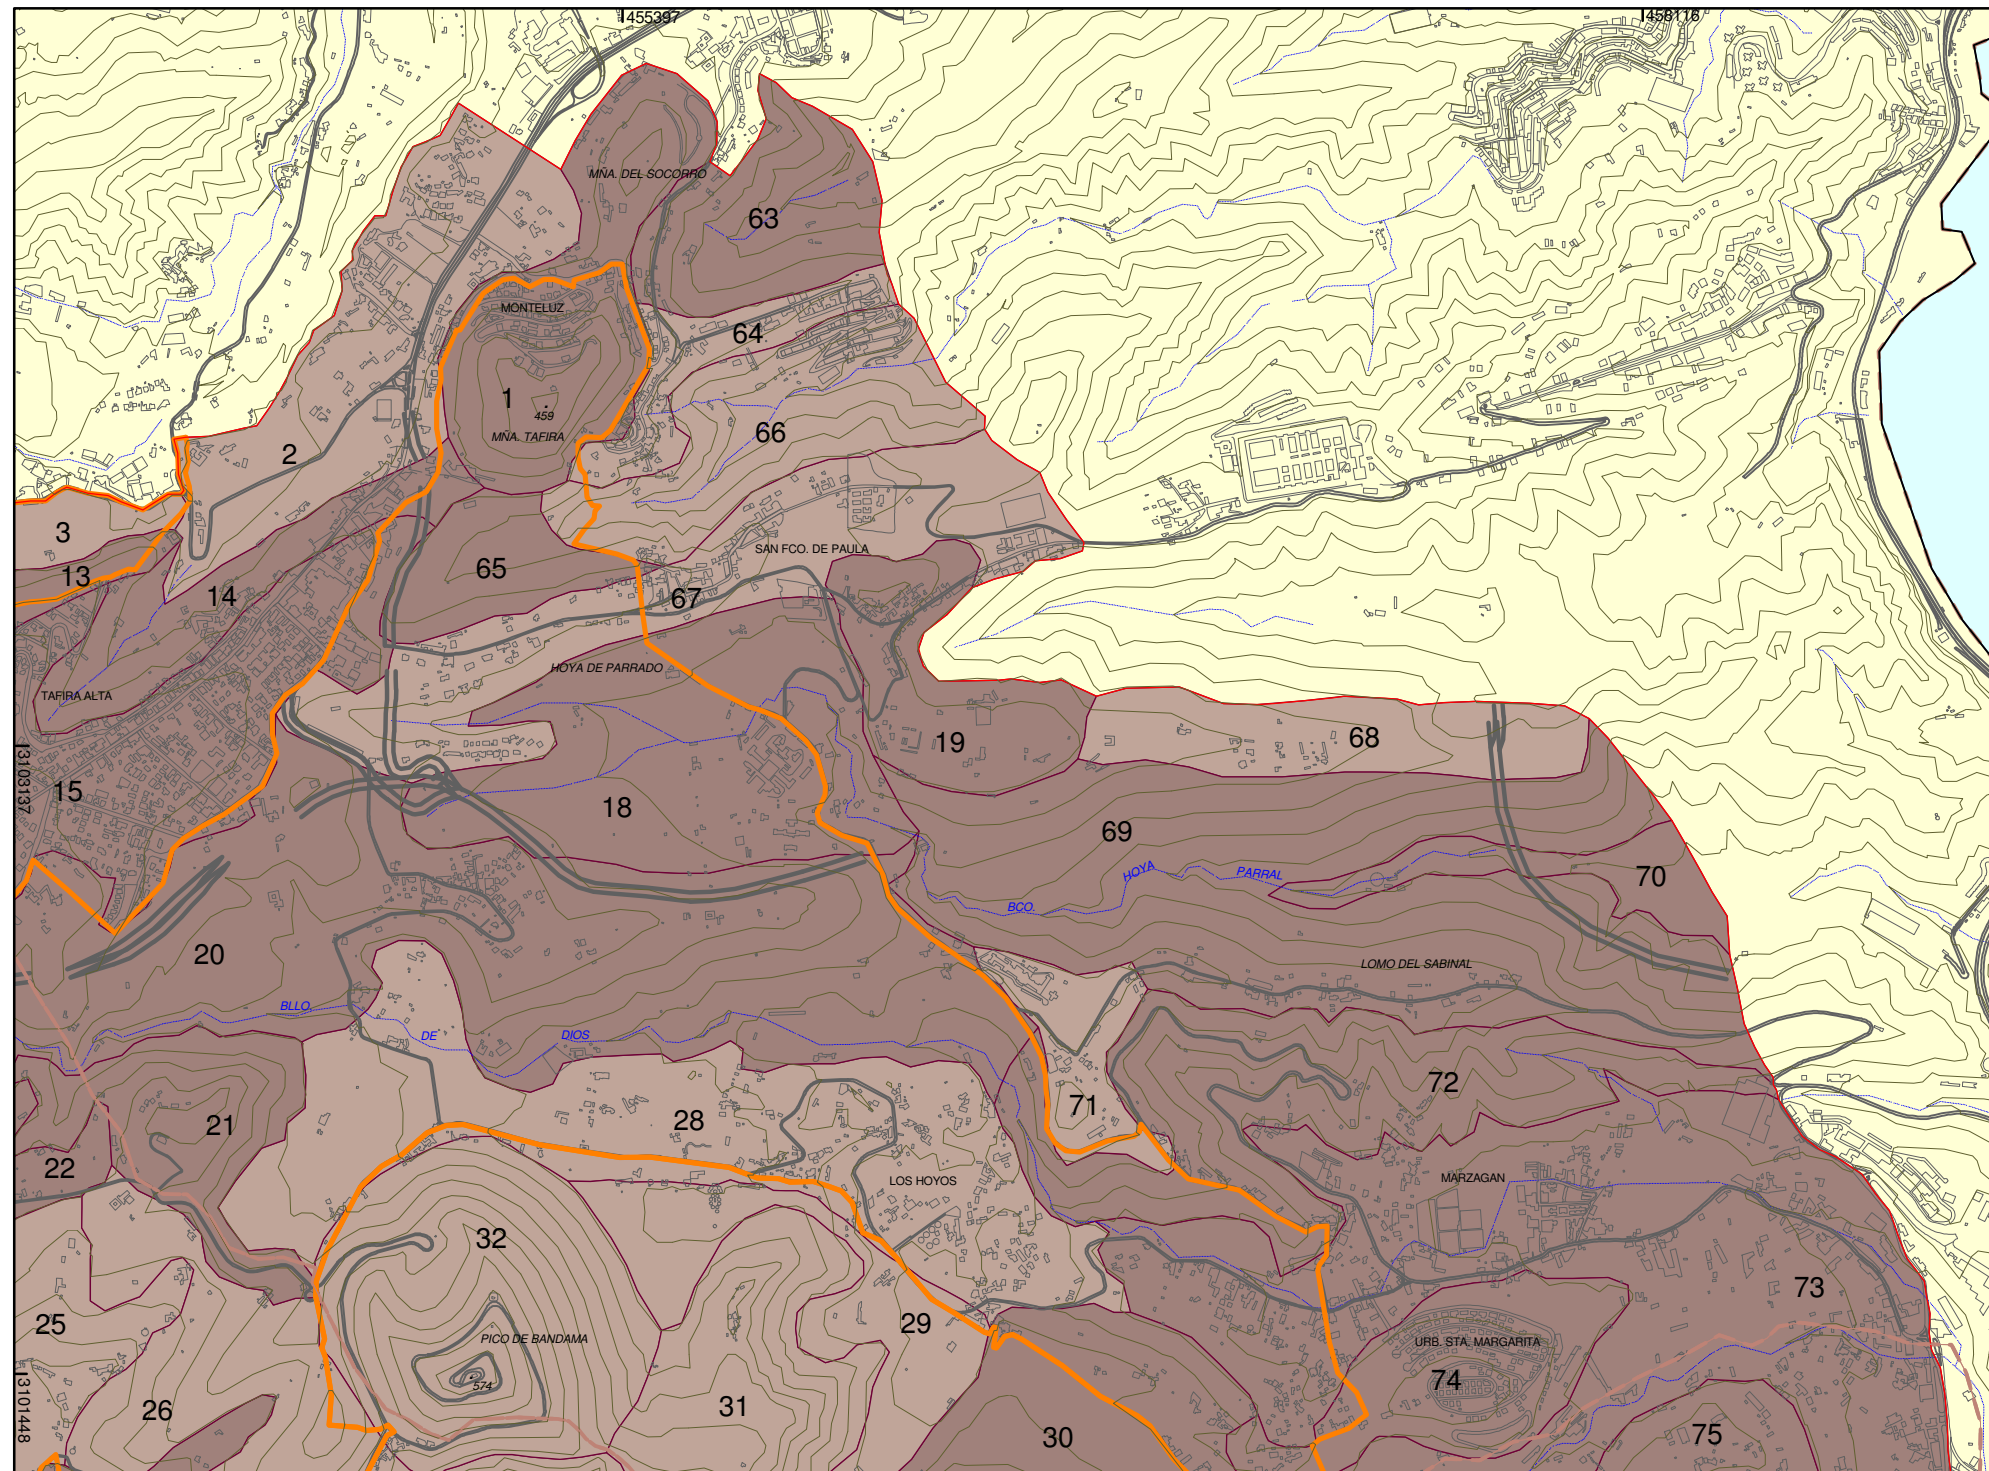 455397
458116
MÑA. DEL SOCORRO
63
MONTELUZ
64
1
459
MÑA. TAFIRA
66
2
3
SAN FCO. DE PAULA
13
65
14
67
HOYA DE PARRADO
TAFIRA ALTA
19
68
3103137
15
18
69
HOYA
PARRAL
70
BCO.
20
LOMO DEL SABINAL
BLLO.
DE
DIOS
72
71
28
21
22
LOS HOYOS
MARZAGAN
32
73
25
29
PICO DE BANDAMA
URB. STA. MARGARITA
574
74
3101448
26
31
30
75